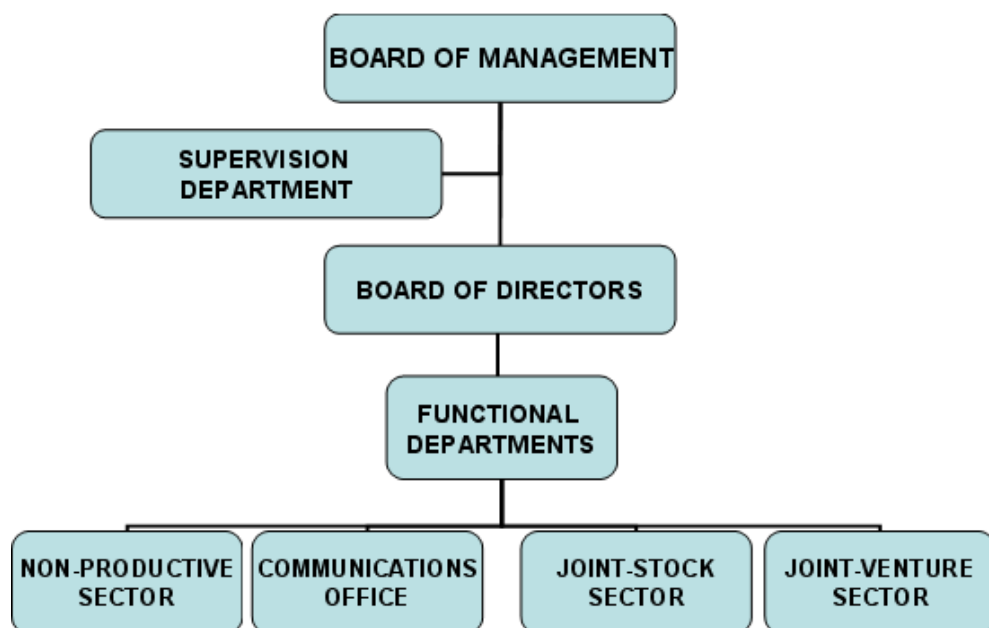 BOARD OF MANAGEMENT
SUPERVISION
DEPARTMENT
BOARD OF DIRECTORS
FUNCTIONAL
DEPARTMENTS
NON-PRODUCTIVE
SECTOR
COMMUNICATIONS
OFFICE
JOINT-STOCK
SECTOR
JOINT-VENTURE
SECTOR